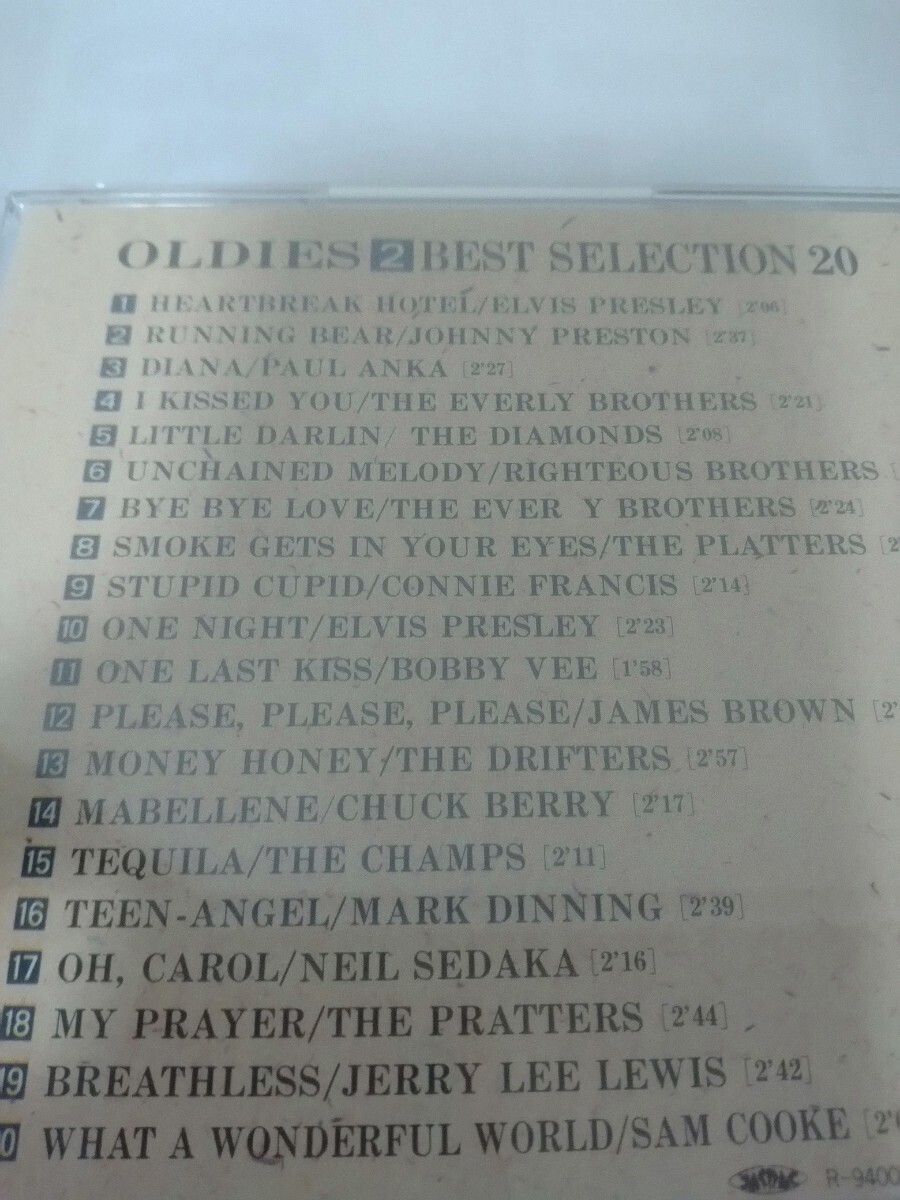 OLDIES 2 BEST SELECTION 20
1 HEARTBREAK HOTEL/ELVIS PRESLEY [2'06]
2 RUNNING BEAR/JOHNNY PRESTON [2'37]
3 DIANA/PAUL ANKA [2'27]
4 I KISSED YOU/THE EVERLY BROTHERS [2'21]
5 LITTLE DARLIN/ THE DIAMONDS [2'08]
6 UNCHAINED MELODY/RIGHTEOUS BROTHERS [
7 BYE BYE LOVE/THE EVER Y BROTHERS [2'24]
8 SMOKE GETS IN YOUR EYES/THE PLATTERS [2
9 STUPID CUPID/CONNIE FRANCIS [2'14]
10 ONE NIGHT/ELVIS PRESLEY [2'23]
11 ONE LAST KISS/BOBBY VEE [1'58]
12 PLEASE, PLEASE, PLEASE/JAMES BROWN [2'
13 MONEY HONEY/THE DRIFTERS [2'57]
14 MABELLENE/CHUCK BERRY [2'17]
15 TEQUILA/THE CHAMPS [2'11]
16 TEEN-ANGEL/MARK DINNING [2'39]
17 OH, CAROL/NEIL SEDAKA [2'16]
18 MY PRAYER/THE PRATTERS [2'44]
19 BREATHLESS/JERRY LEE LEWIS [2'42]
0 WHAT A WONDERFUL WORLD/SAM COOKE [2'
JASRAC R-9400